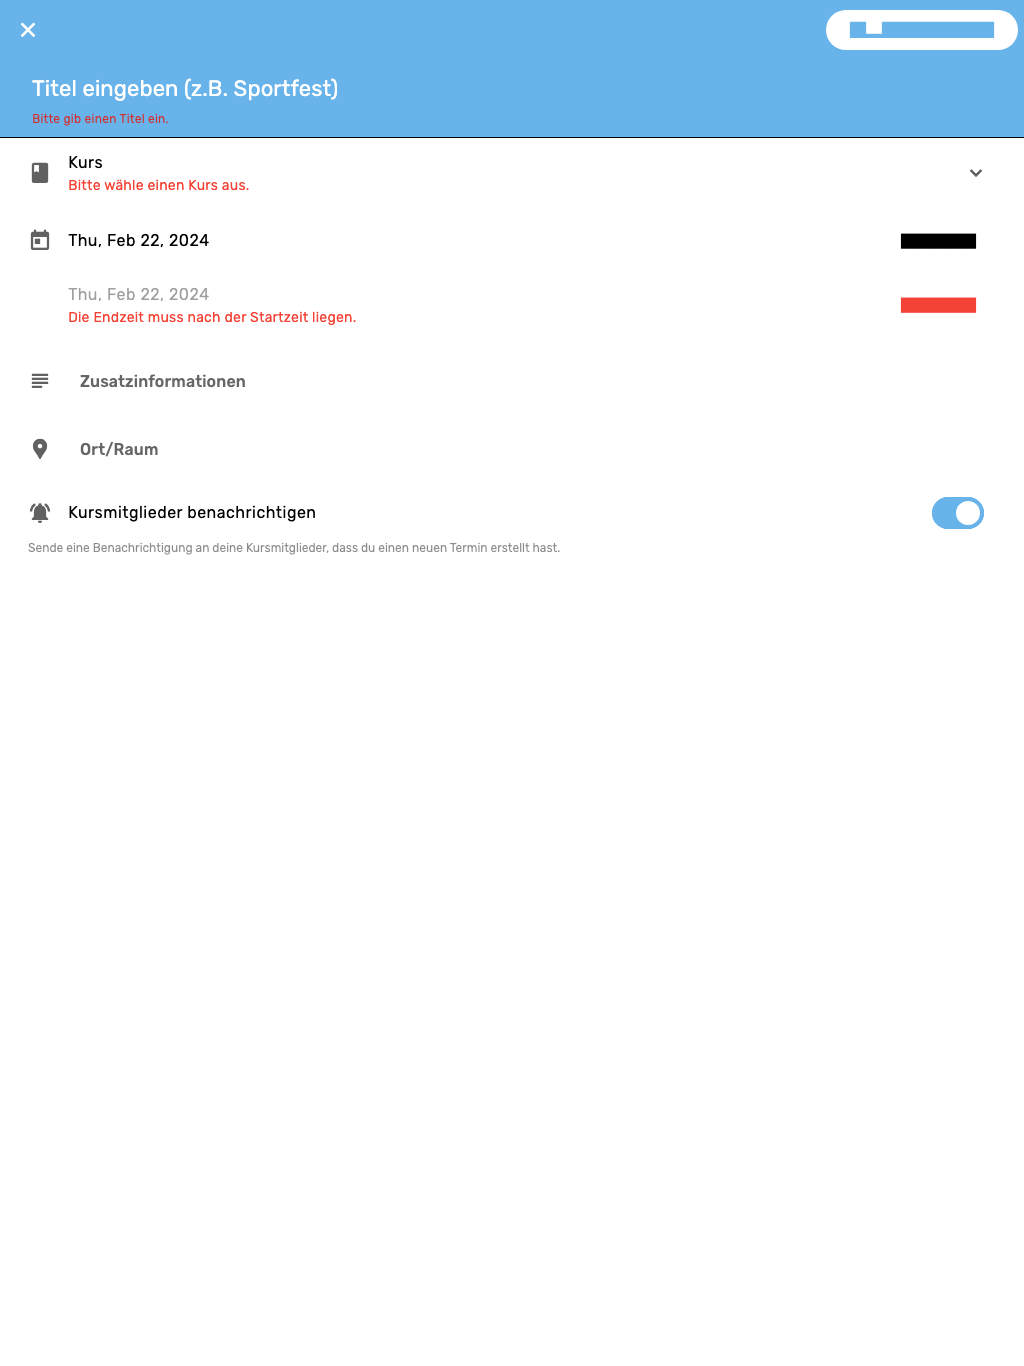 Titel eingeben (z.B. Sportfest)
Bitte gib einen Titel ein.
Kurs
Bitte wähle einen Kurs aus.
Thu, Feb 22, 2024
Thu, Feb 22, 2024
Die Endzeit muss nach der Startzeit liegen.
Zusatzinformationen
Ort/Raum
Kursmitglieder benachrichtigen
Sende eine Benachrichtigung an deine Kursmitglieder, dass du einen neuen Termin erstellt hast.